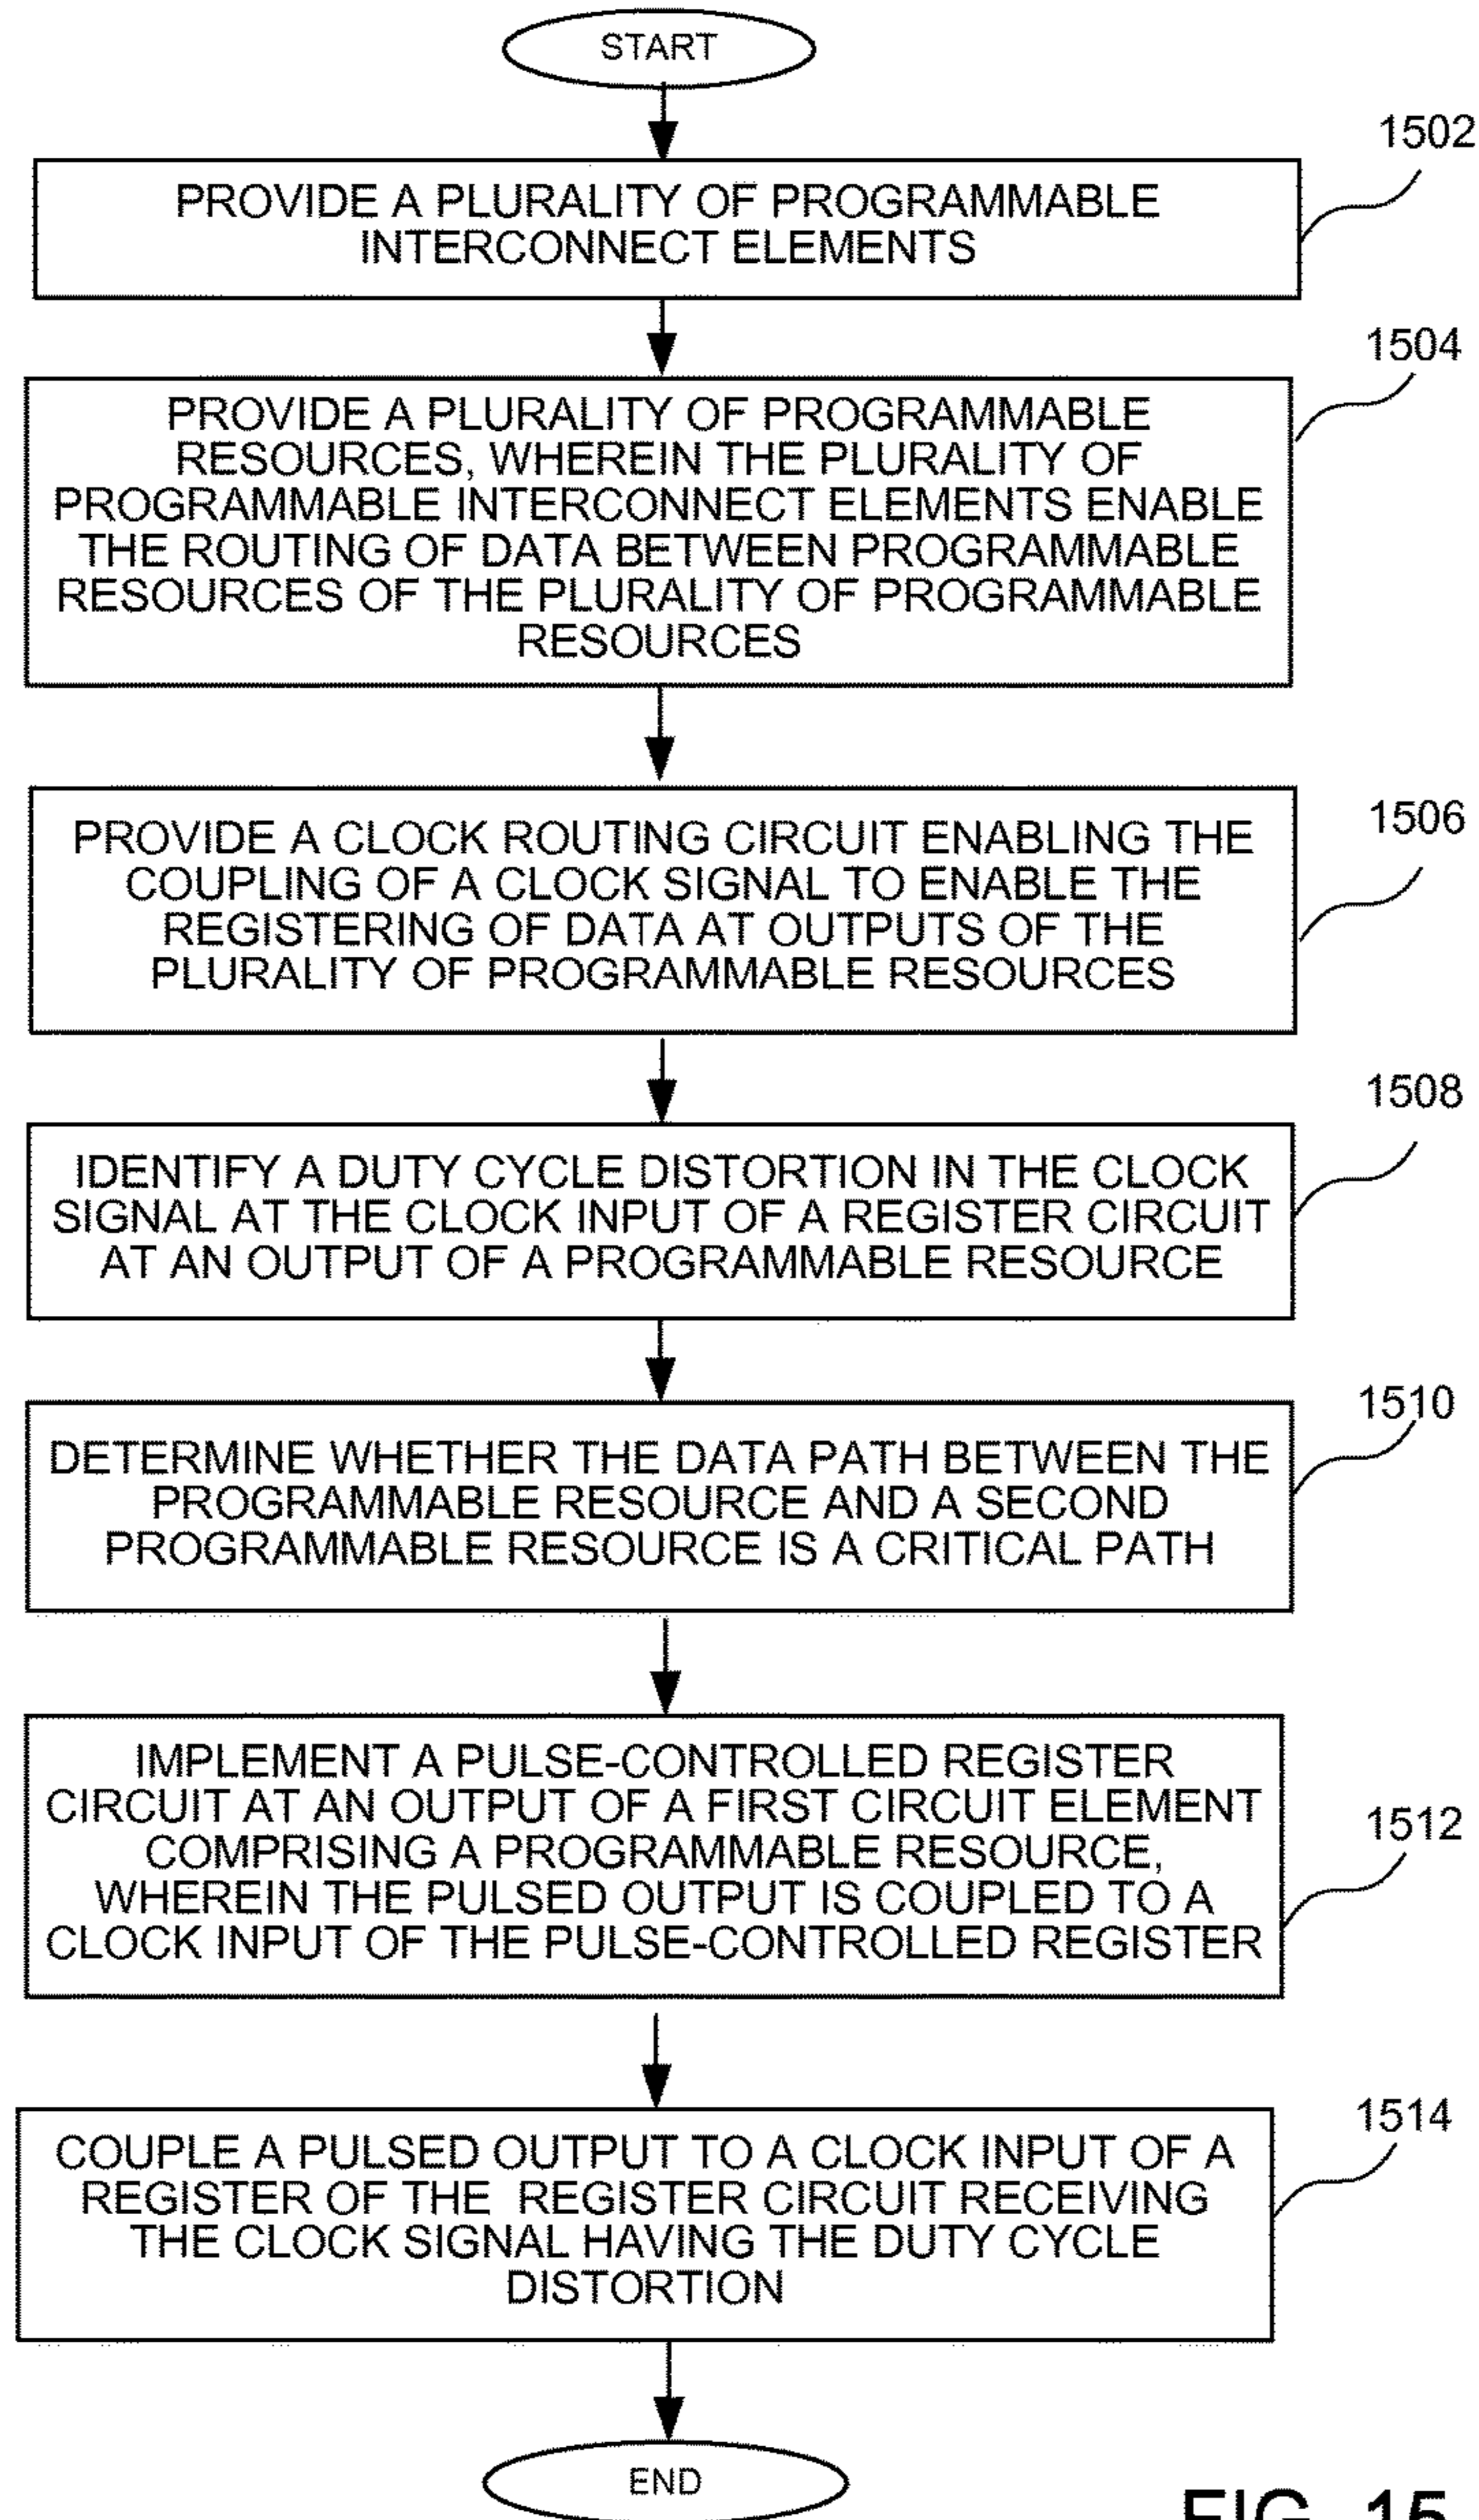 START
1502
PROVIDE A PLURALITY OF PROGRAMMABLE
INTERCONNECT ELEMENTS
1504
PROVIDE A PLURALITY OF PROGRAMMABLE
RESOURCES, WHEREIN THE PLURALITY OF
PROGRAMMABLE INTERCONNECT ELEMENTS ENABLE
THE ROUTING OF DATA BETWEEN PROGRAMMABLE
RESOURCES OF THE PLURALITY OF PROGRAMMABLE
RESOURCES
1506
PROVIDE A CLOCK ROUTING CIRCUIT ENABLING THE
COUPLING OF A CLOCK SIGNAL TO ENABLE THE
REGISTERING OF DATA AT OUTPUTS OF THE
PLURALITY OF PROGRAMMABLE RESOURCES
1508
IDENTIFY A DUTY CYCLE DISTORTION IN THE CLOCK
SIGNAL AT THE CLOCK INPUT OF A REGISTER CIRCUIT
AT AN OUTPUT OF A PROGRAMMABLE RESOURCE
1510
DETERMINE WHETHER THE DATA PATH BETWEEN THE
PROGRAMMABLE RESOURCE AND A SECOND
PROGRAMMABLE RESOURCE IS A CRITICAL PATH
1512
IMPLEMENT A PULSE-CONTROLLED REGISTER
CIRCUIT AT AN OUTPUT OF A FIRST CIRCUIT ELEMENT
COMPRISING A PROGRAMMABLE RESOURCE,
WHEREIN THE PULSED OUTPUT IS COUPLED TO A
CLOCK INPUT OF THE PULSE-CONTROLLED REGISTER
1514
COUPLE A PULSED OUTPUT TO A CLOCK INPUT OF A
REGISTER OF THE REGISTER CIRCUIT RECEIVING
THE CLOCK SIGNAL HAVING THE DUTY CYCLE
DISTORTION
END
FIG. 15